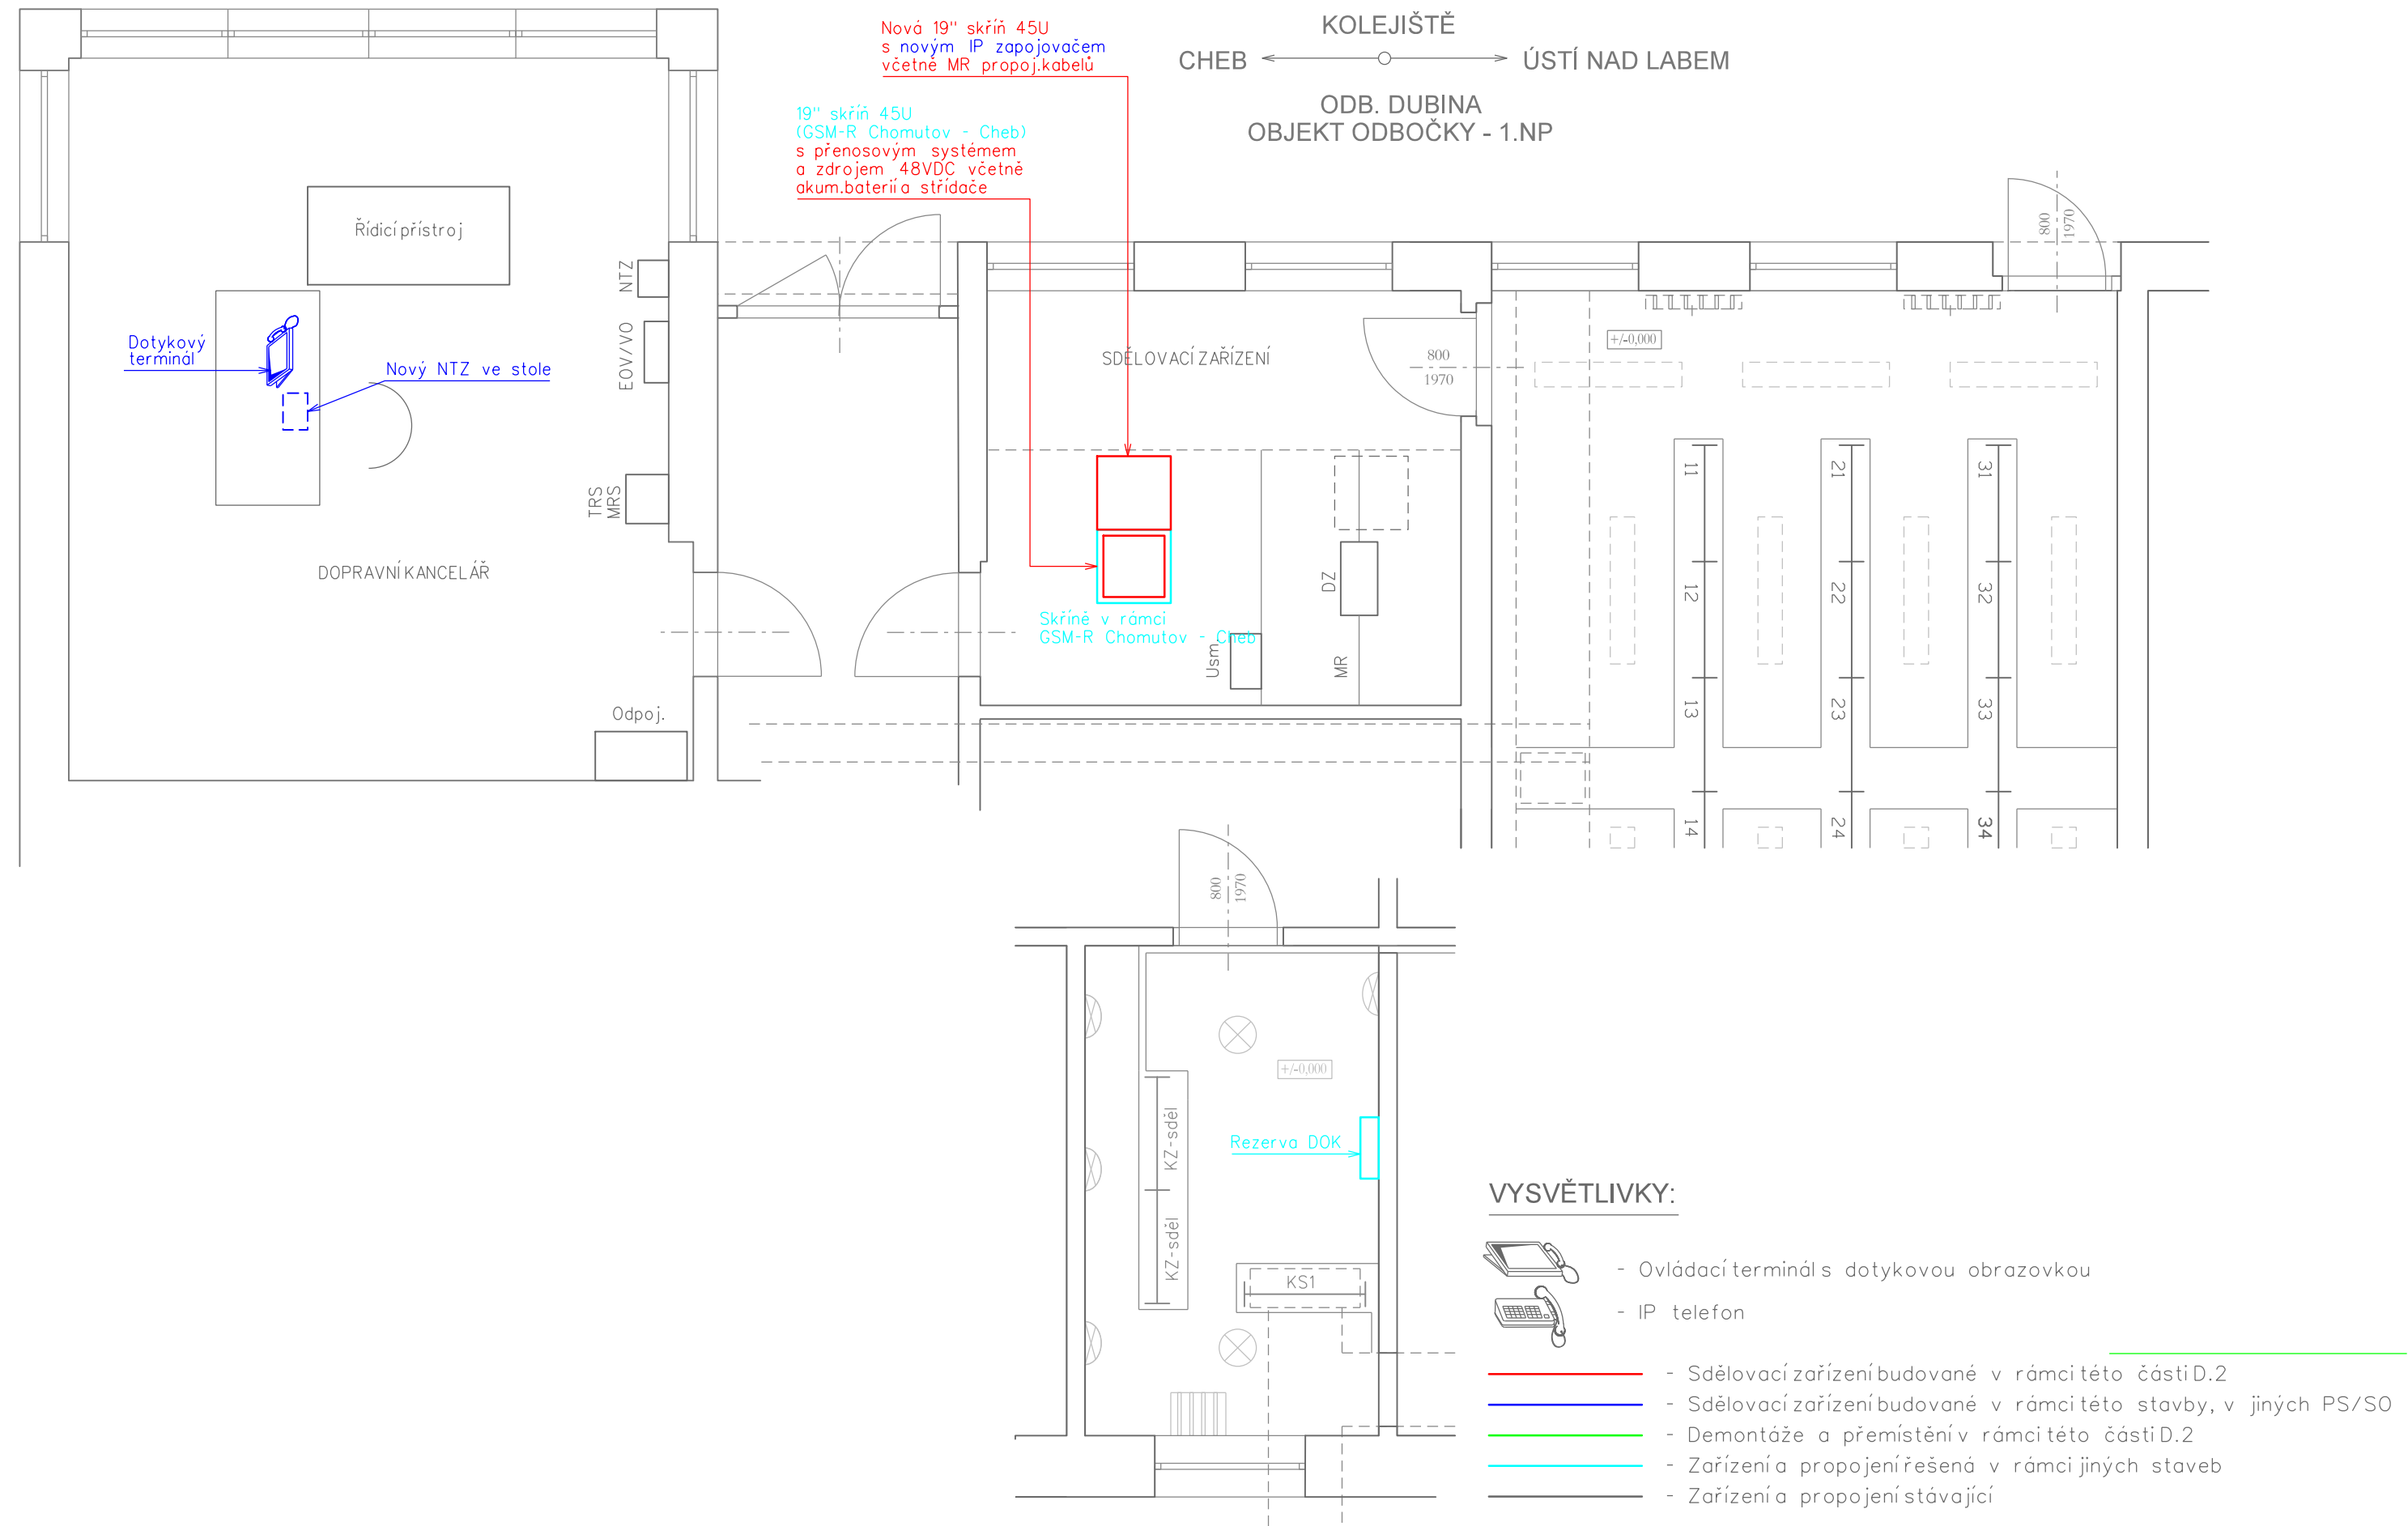 KOLEJIŠTĚ
CHEB
ÚSTÍ NAD LABEM
ODB. DUBINA
OBJEKT ODBOČKY - 1.NP
Nová 19'' skříň 45U
s novým IP zapojovačem
včetně MR propoj.kabelů
19'' skříň 45U
(GSM-R Chomutov - Cheb)
s přenosovým systémem
a zdrojem 48VDC včetně
akum.baterií a střídače
Řídicí přístroj
NTZ
EOV/VO
TRS
MRS
Dotykový
terminál
Nový NTZ ve stole
DOPRAVNÍ KANCELÁŘ
Odpoj.
SDĚLOVACÍ ZAŘÍZENÍ
800
1970
800
1970
+/-0,000
Skříně v rámci
GSM-R Chomutov - Cheb
Usm.
DZ
MR
11
12
13
14
21
22
23
24
31
32
33
34
800
1970
+/-0,000
KZ-sděl
KZ-sděl
Rezerva DOK
KS1
VYSVĚTLIVKY:
- Ovládací terminál s dotykovou obrazovkou
- IP telefon
- Sdělovací zařízení budované v rámci této části D.2
- Sdělovací zařízení budované v rámci této stavby, v jiných PS/SO
- Demontáže a přemístění v rámci této části D.2
- Zařízení a propojení řešená v rámci jiných staveb
- Zařízení a propojení stávající